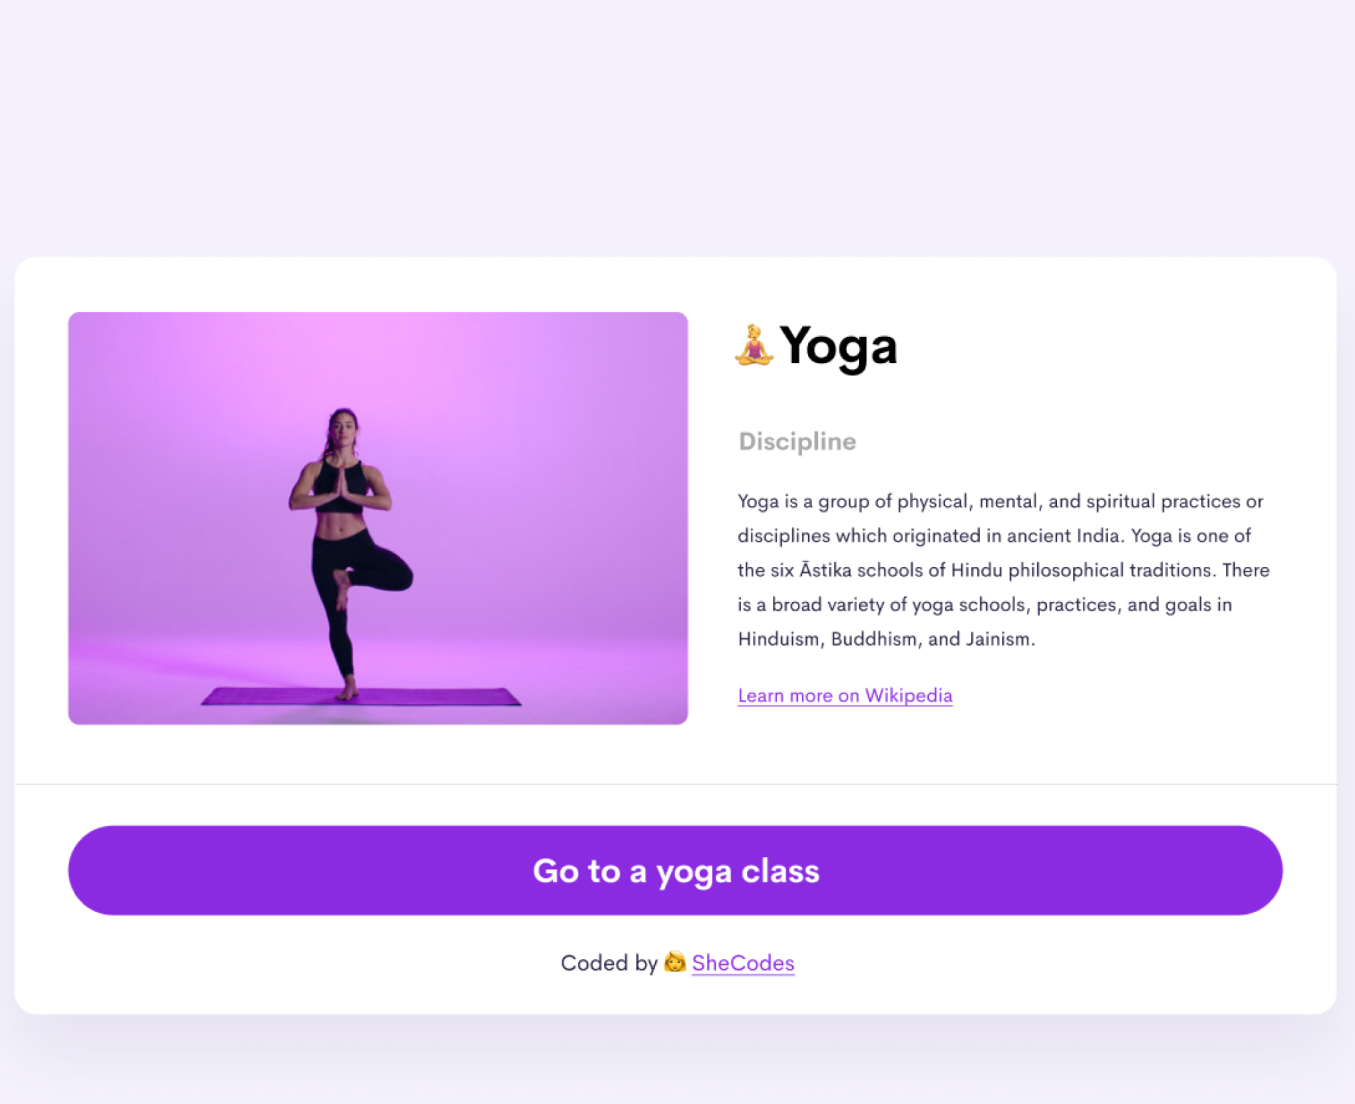 🧘‍♀️Yoga
Discipline
Yoga is a group of physical, mental, and spiritual practices or
disciplines which originated in ancient India. Yoga is one of
the six Āstika schools of Hindu philosophical traditions. There
is a broad variety of yoga schools, practices, and goals in
Hinduism, Buddhism, and Jainism.
Learn more on Wikipedia
Go to a yoga class
Coded by 👩 SheCodes